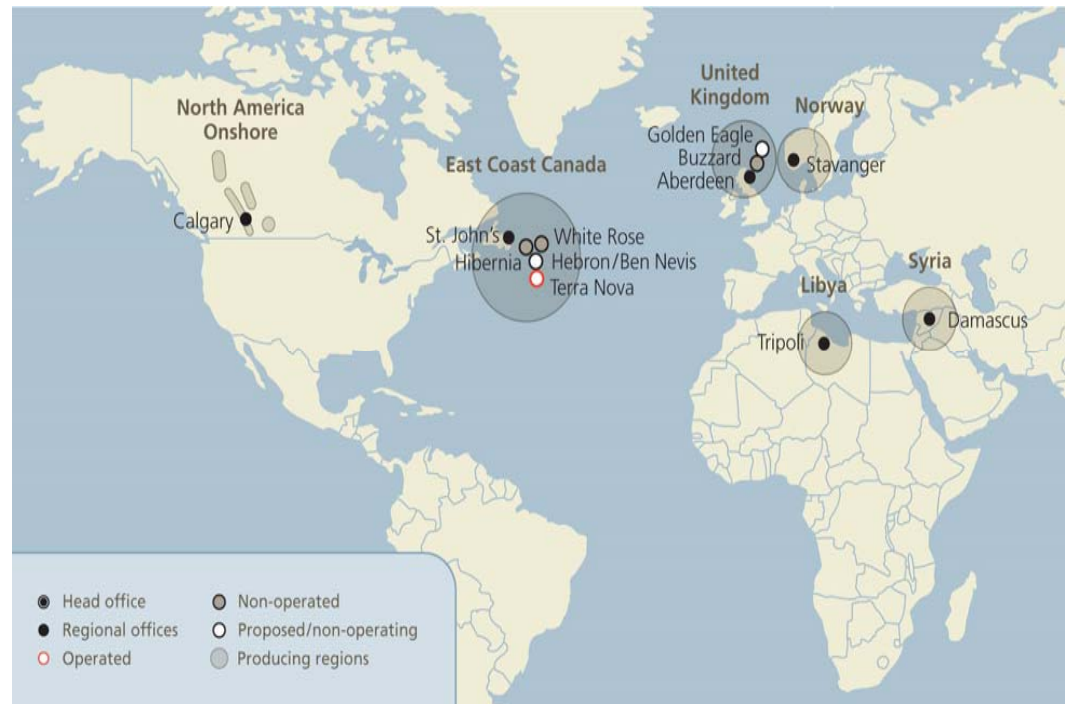 North America
Onshore
Calgary
East Coast Canada
St. John's
White Rose
Hibernia
Hebron/Ben Nevis
Terra Nova
United
Kingdom
Golden Eagle
Buzzard
Aberdeen
Norway
Stavanger
Libya
Tripoli
Syria
Damascus
Head office
Regional offices
Operated
Non-operated
Proposed/non-operating
Producing regions